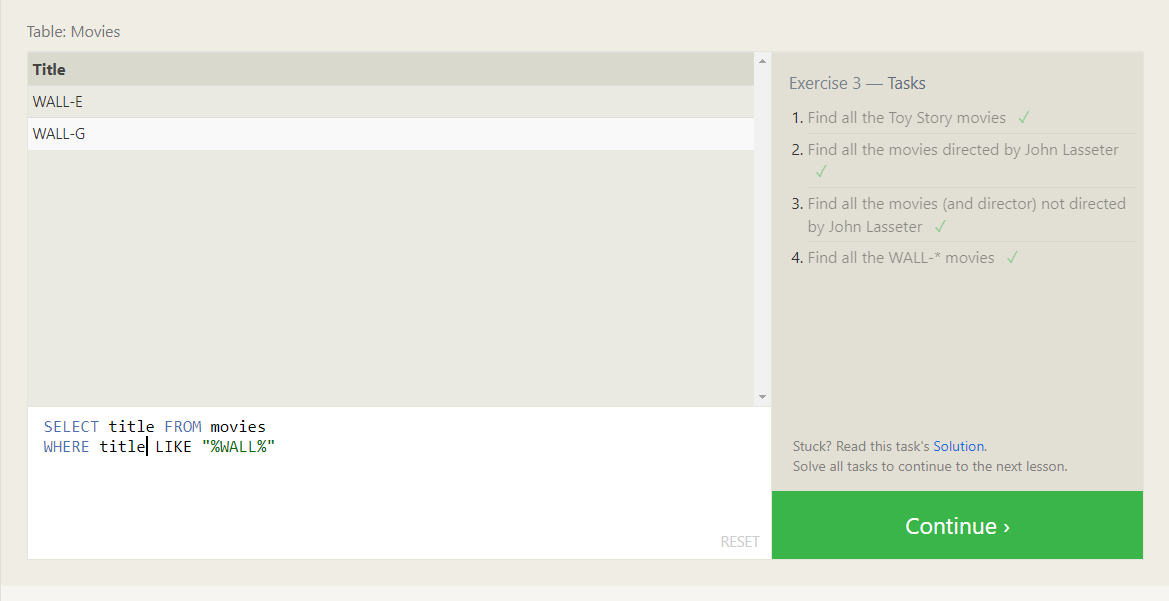 Table: Movies
Title
WALL-E
WALL-G
SELECT title FROM movies
WHERE title LIKE "%WALL%"
RESET
Exercise 3 — Tasks
1. Find all the Toy Story movies ✓
2. Find all the movies directed by John Lasseter
✓
3. Find all the movies (and director) not directed
by John Lasseter ✓
4. Find all the WALL-* movies ✓
Stuck? Read this task's Solution.
Solve all tasks to continue to the next lesson.
Continue ›